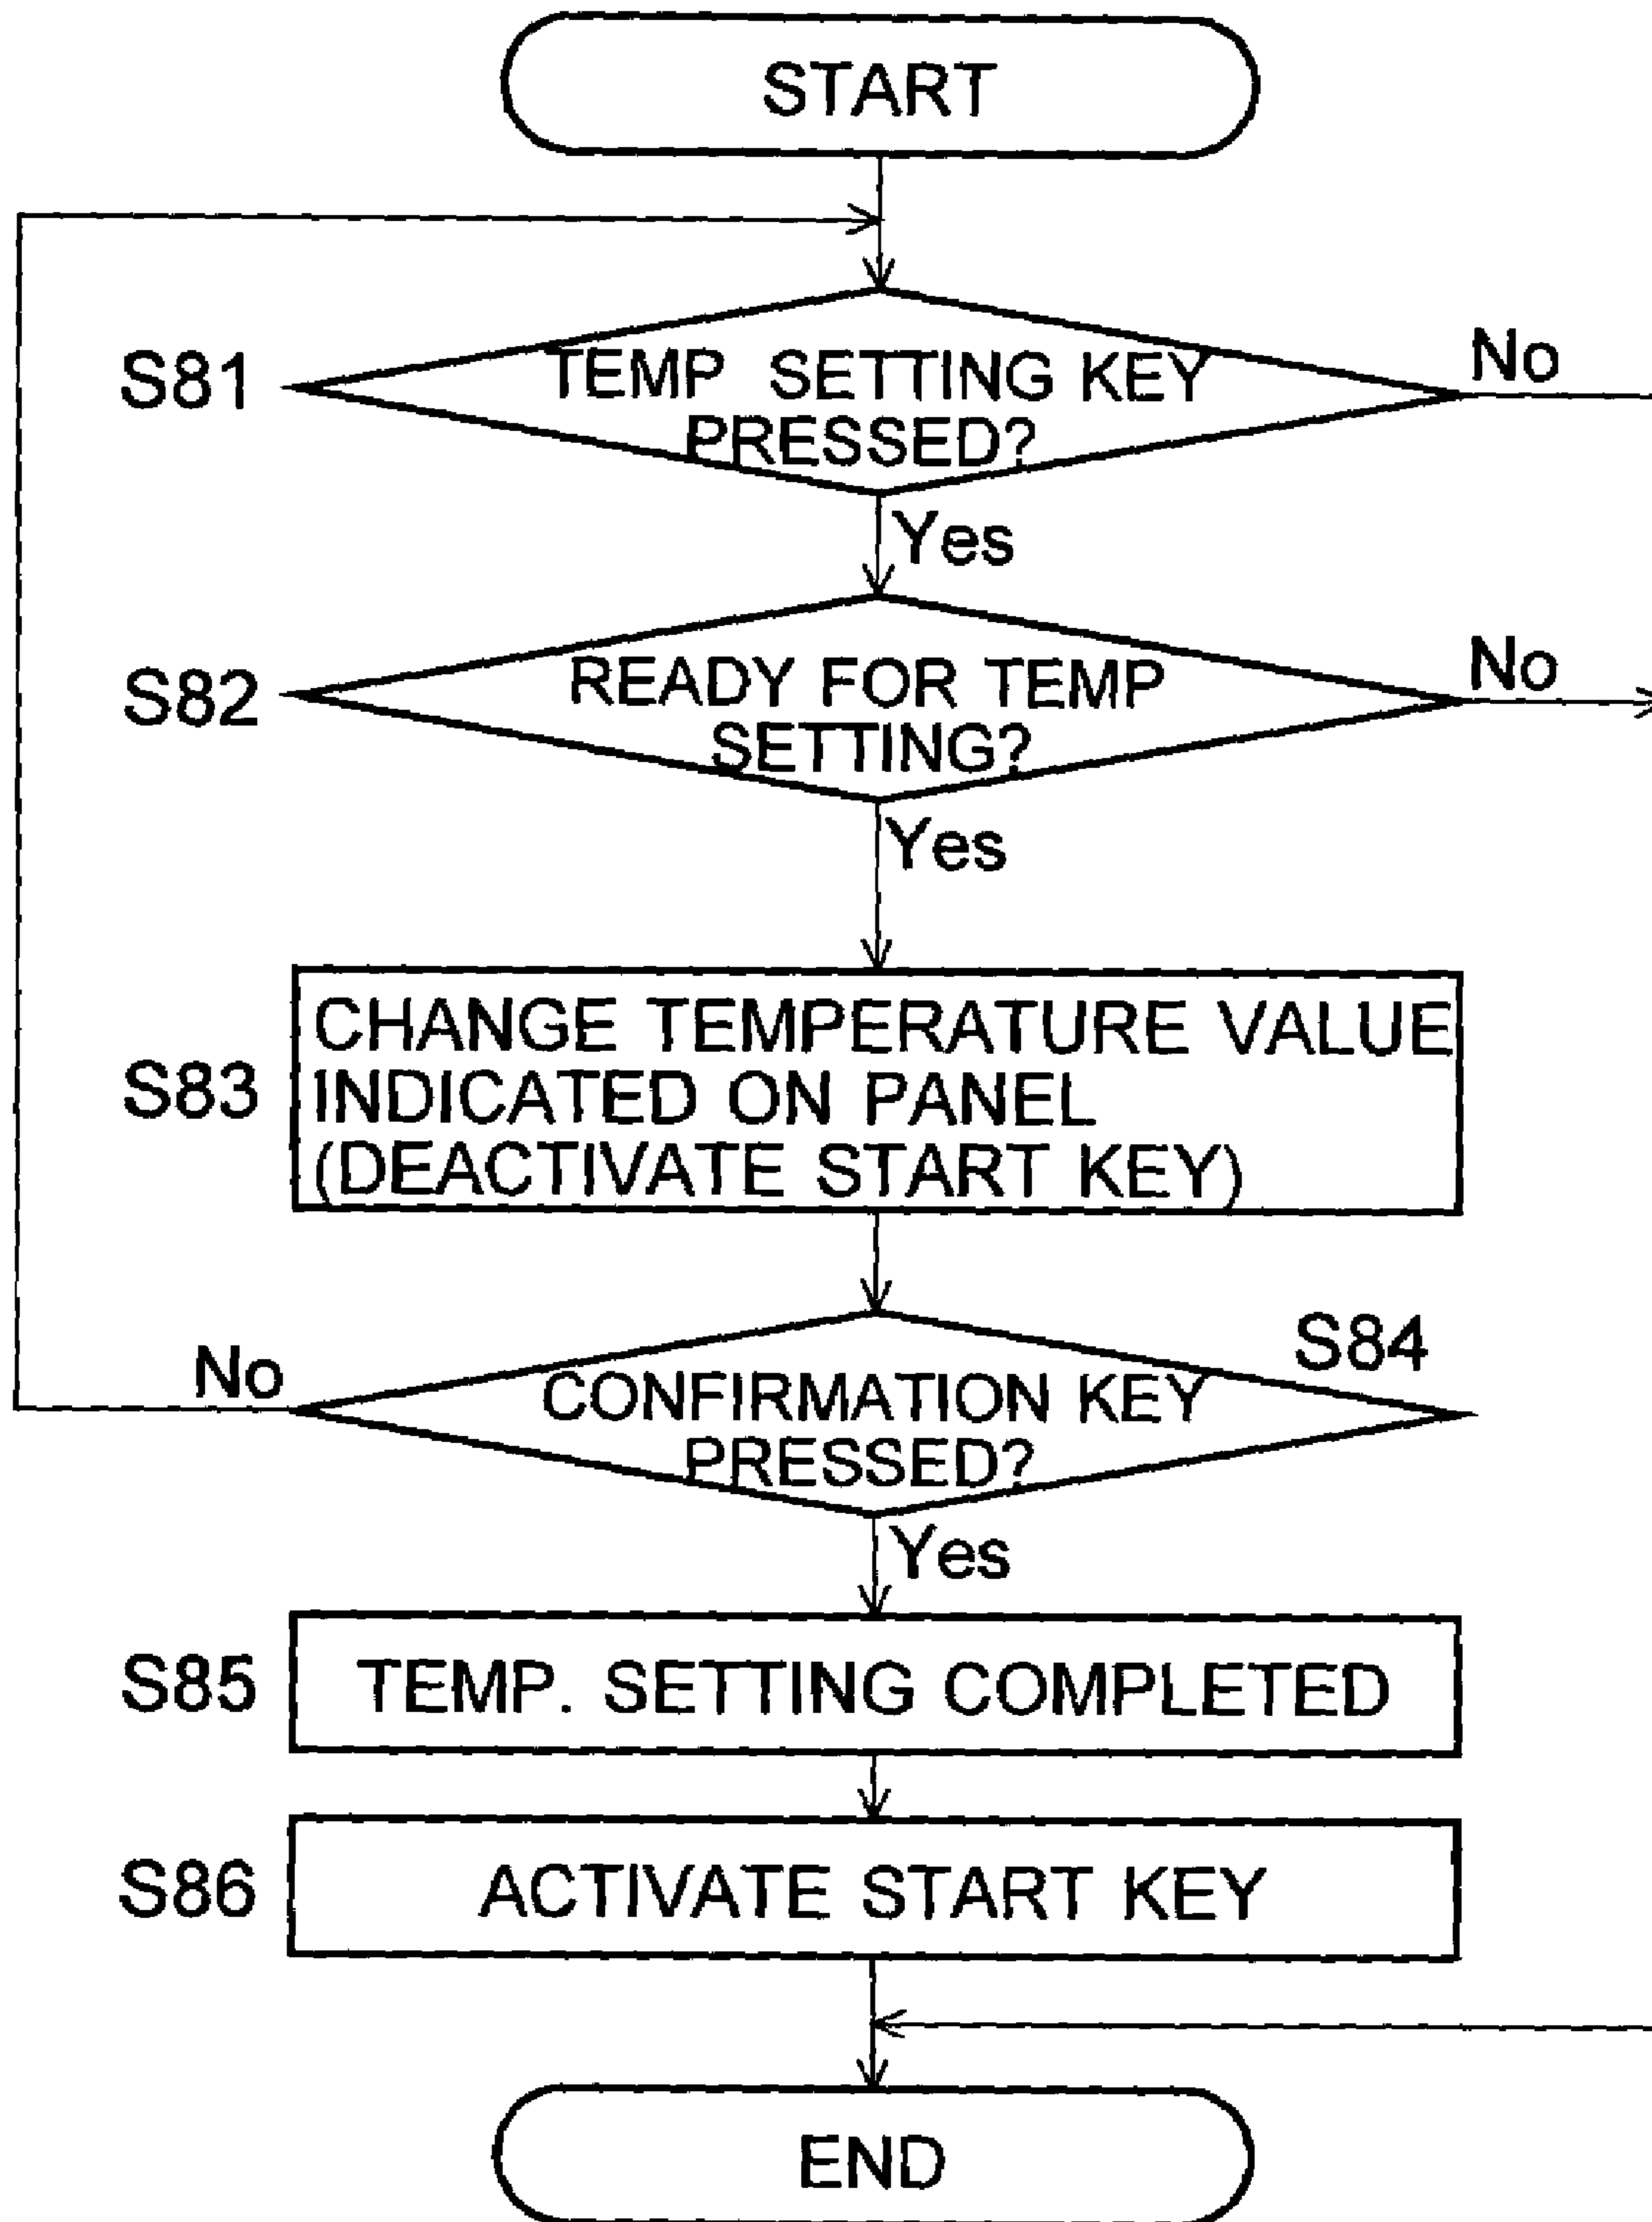 START
S81
TEMP SETTING KEY
PRESSED?
No
Yes
S82
READY FOR TEMP
SETTING?
No
Yes
S83
CHANGE TEMPERATURE VALUE
INDICATED ON PANEL
(DEACTIVATE START KEY)
S84
No
CONFIRMATION KEY
PRESSED?
Yes
S85
TEMP. SETTING COMPLETED
S86
ACTIVATE START KEY
END